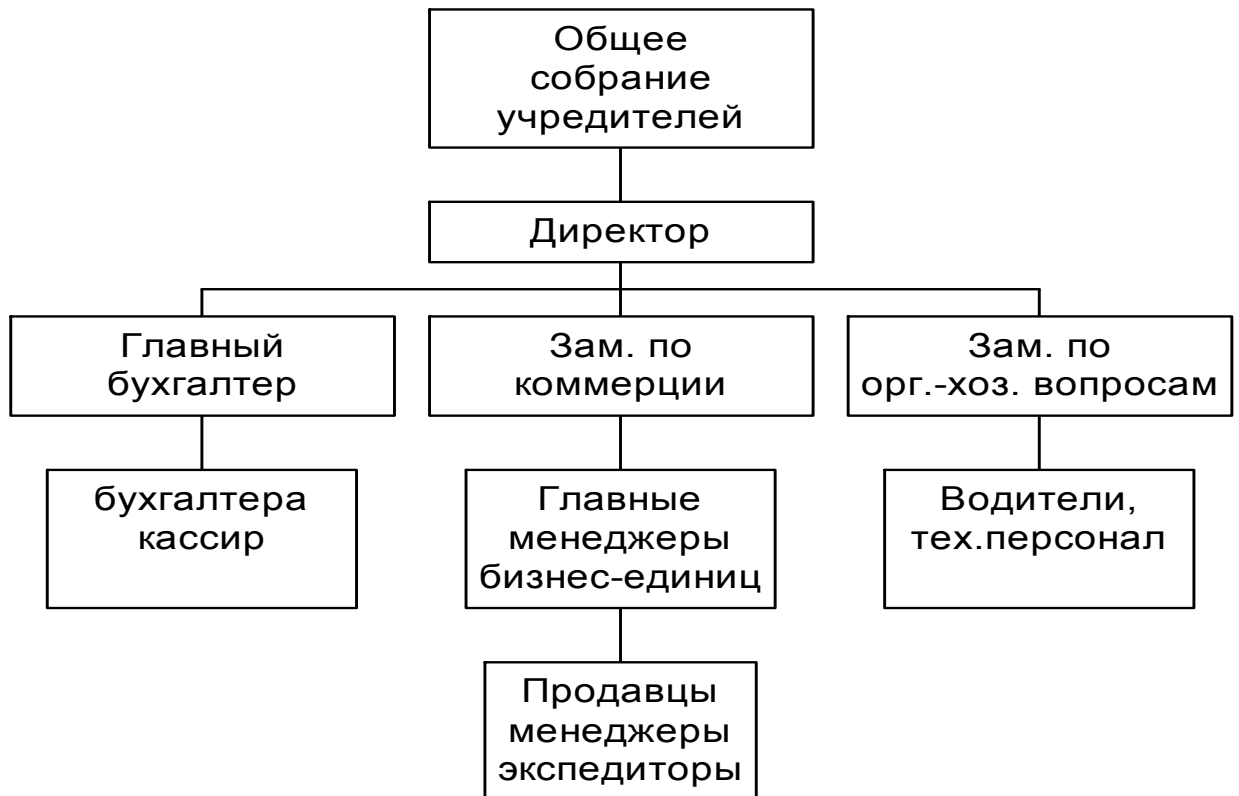 Общее
собрание
учредителей
Директор
Главный
бухгалтер
Зам. по
коммерции
Зам. по
орг.-хоз. вопросам
бухгалтера
кассир
Главные
менеджеры
бизнес-единиц
Водители,
тех.персонал
Продавцы
менеджеры
экспедиторы